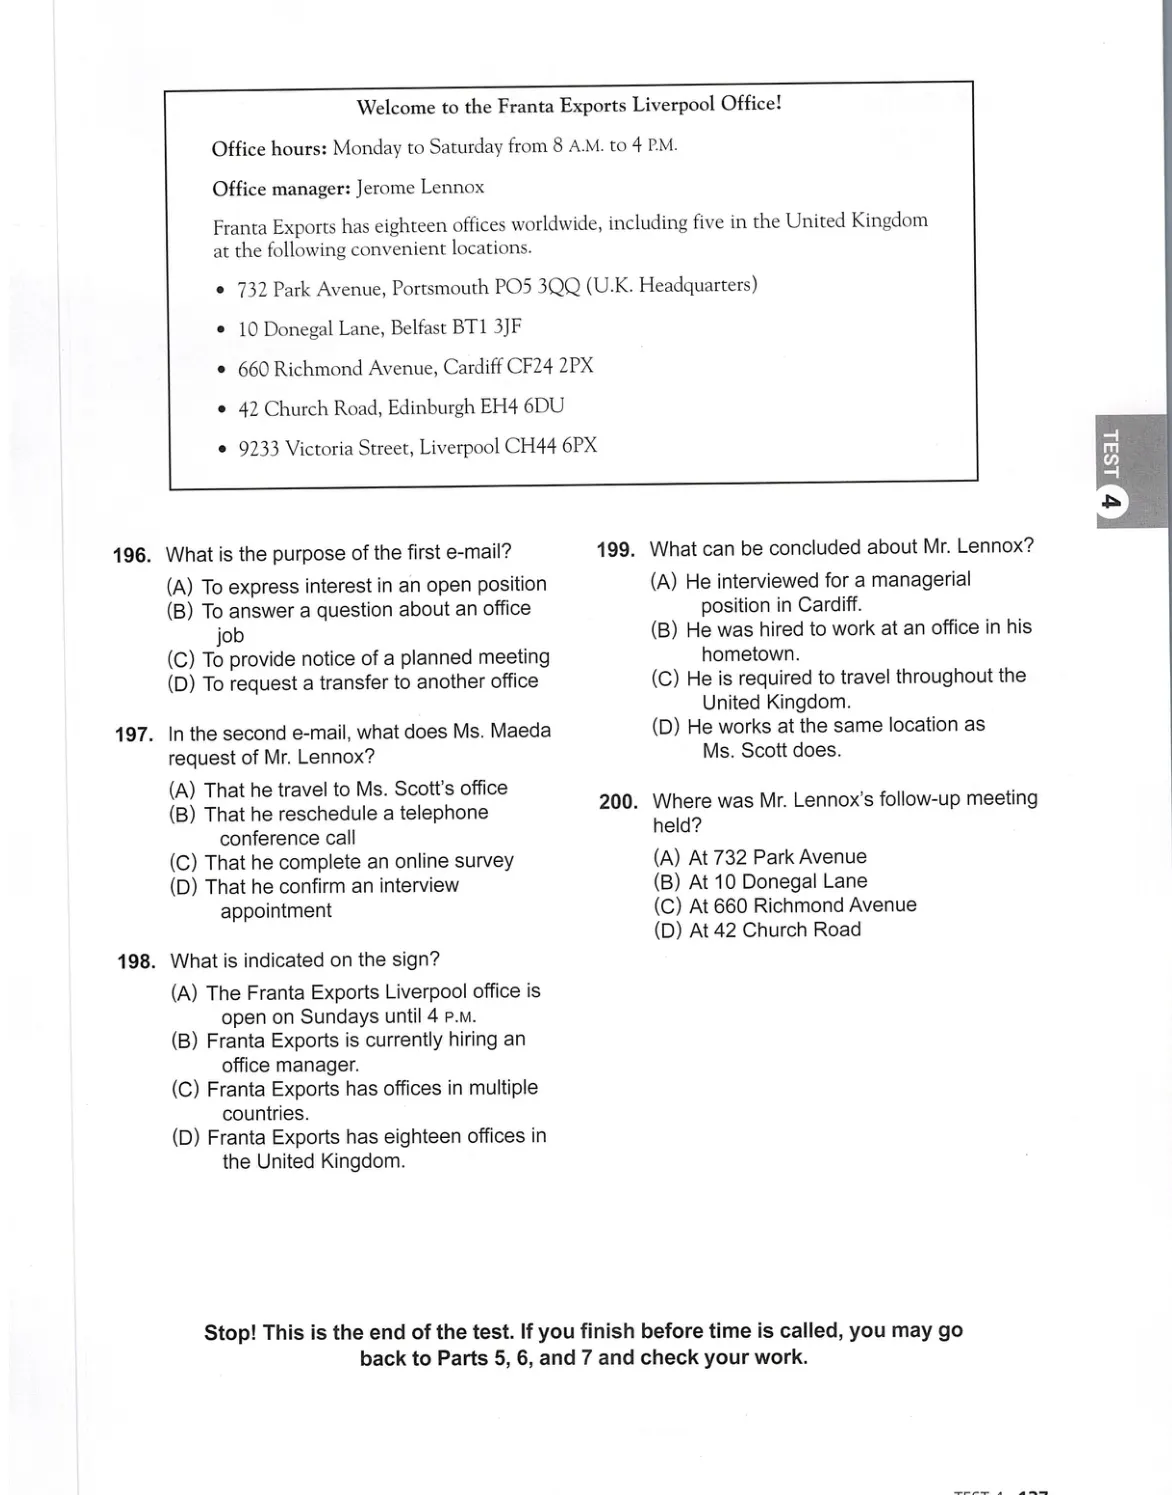 Welcome to the Franta Exports Liverpool Office!
Office hours: Monday to Saturday from 8 A.M. to 4 P.M.
Office manager: Jerome Lennox
Franta Exports has eighteen offices worldwide, including five in the United Kingdom
at the following convenient locations.
• 732 Park Avenue, Portsmouth PO5 3QQ (U.K. Headquarters)
• 10 Donegal Lane, Belfast BT1 3JF
• 660 Richmond Avenue, Cardiff CF24 2PX
• 42 Church Road, Edinburgh EH4 6DU
• 9233 Victoria Street, Liverpool CH44 6PX
TEST 4
196. What is the purpose of the first e-mail?
(A) To express interest in an open position
(B) To answer a question about an office
job
(C) To provide notice of a planned meeting
(D) To request a transfer to another office
197. In the second e-mail, what does Ms. Maeda
request of Mr. Lennox?
(A) That he travel to Ms. Scott's office
(B) That he reschedule a telephone
conference call
(C) That he complete an online survey
(D) That he confirm an interview
appointment
198. What is indicated on the sign?
(A) The Franta Exports Liverpool office is
open on Sundays until 4 P.M.
(B) Franta Exports is currently hiring an
office manager.
(C) Franta Exports has offices in multiple
countries.
(D) Franta Exports has eighteen offices in
the United Kingdom.
199. What can be concluded about Mr. Lennox?
(A) He interviewed for a managerial
position in Cardiff.
(B) He was hired to work at an office in his
hometown.
(C) He is required to travel throughout the
United Kingdom.
(D) He works at the same location as
Ms. Scott does.
200. Where was Mr. Lennox's follow-up meeting
held?
(A) At 732 Park Avenue
(B) At 10 Donegal Lane
(C) At 660 Richmond Avenue
(D) At 42 Church Road
Stop! This is the end of the test. If you finish before time is called, you may go
back to Parts 5, 6, and 7 and check your work.